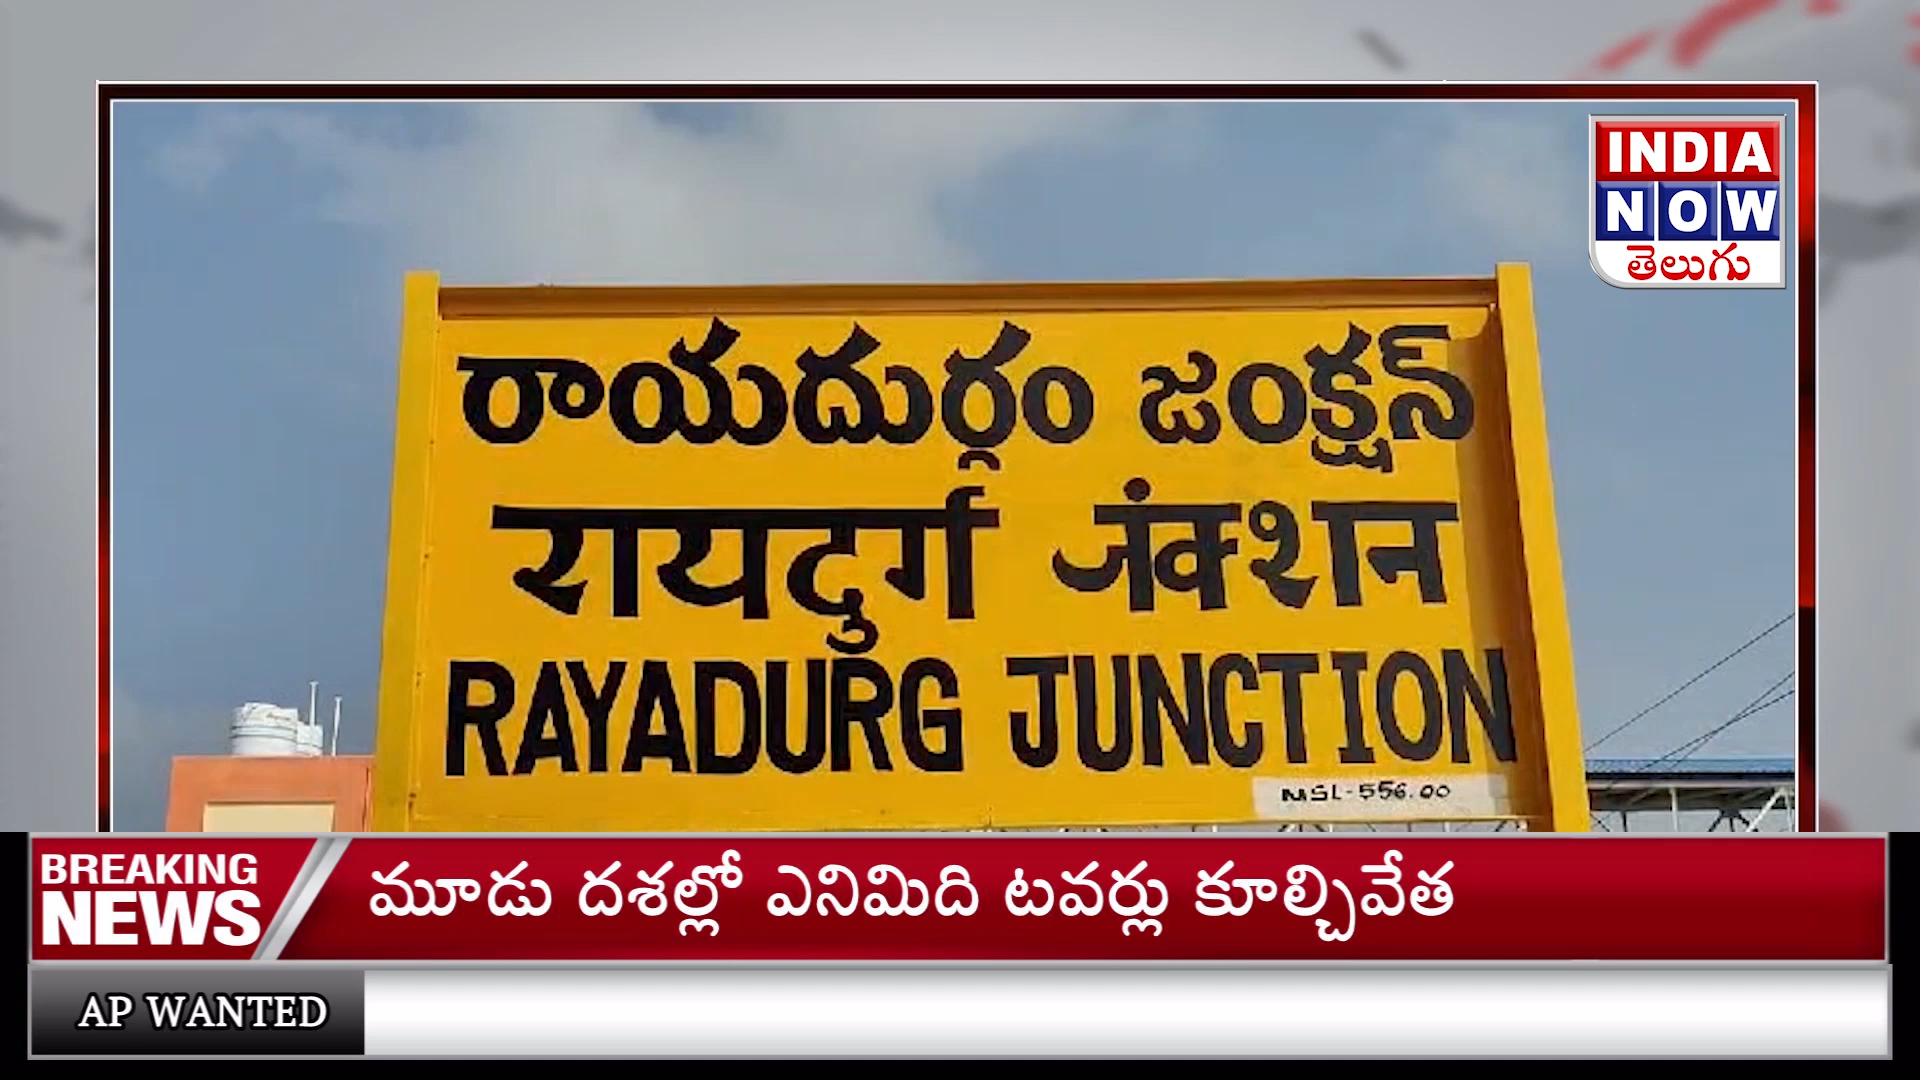 INDIA
NOW
తెలుగు
రాయదుర్గం జంక్షన్
रायदुर्ग जंक्शन
RAYADURG JUNCTION
MSL-556.00
BREAKING
NEWS
మూడు దశల్లో ఎనిమిది టవర్లు కూల్చివేత
AP WANTED